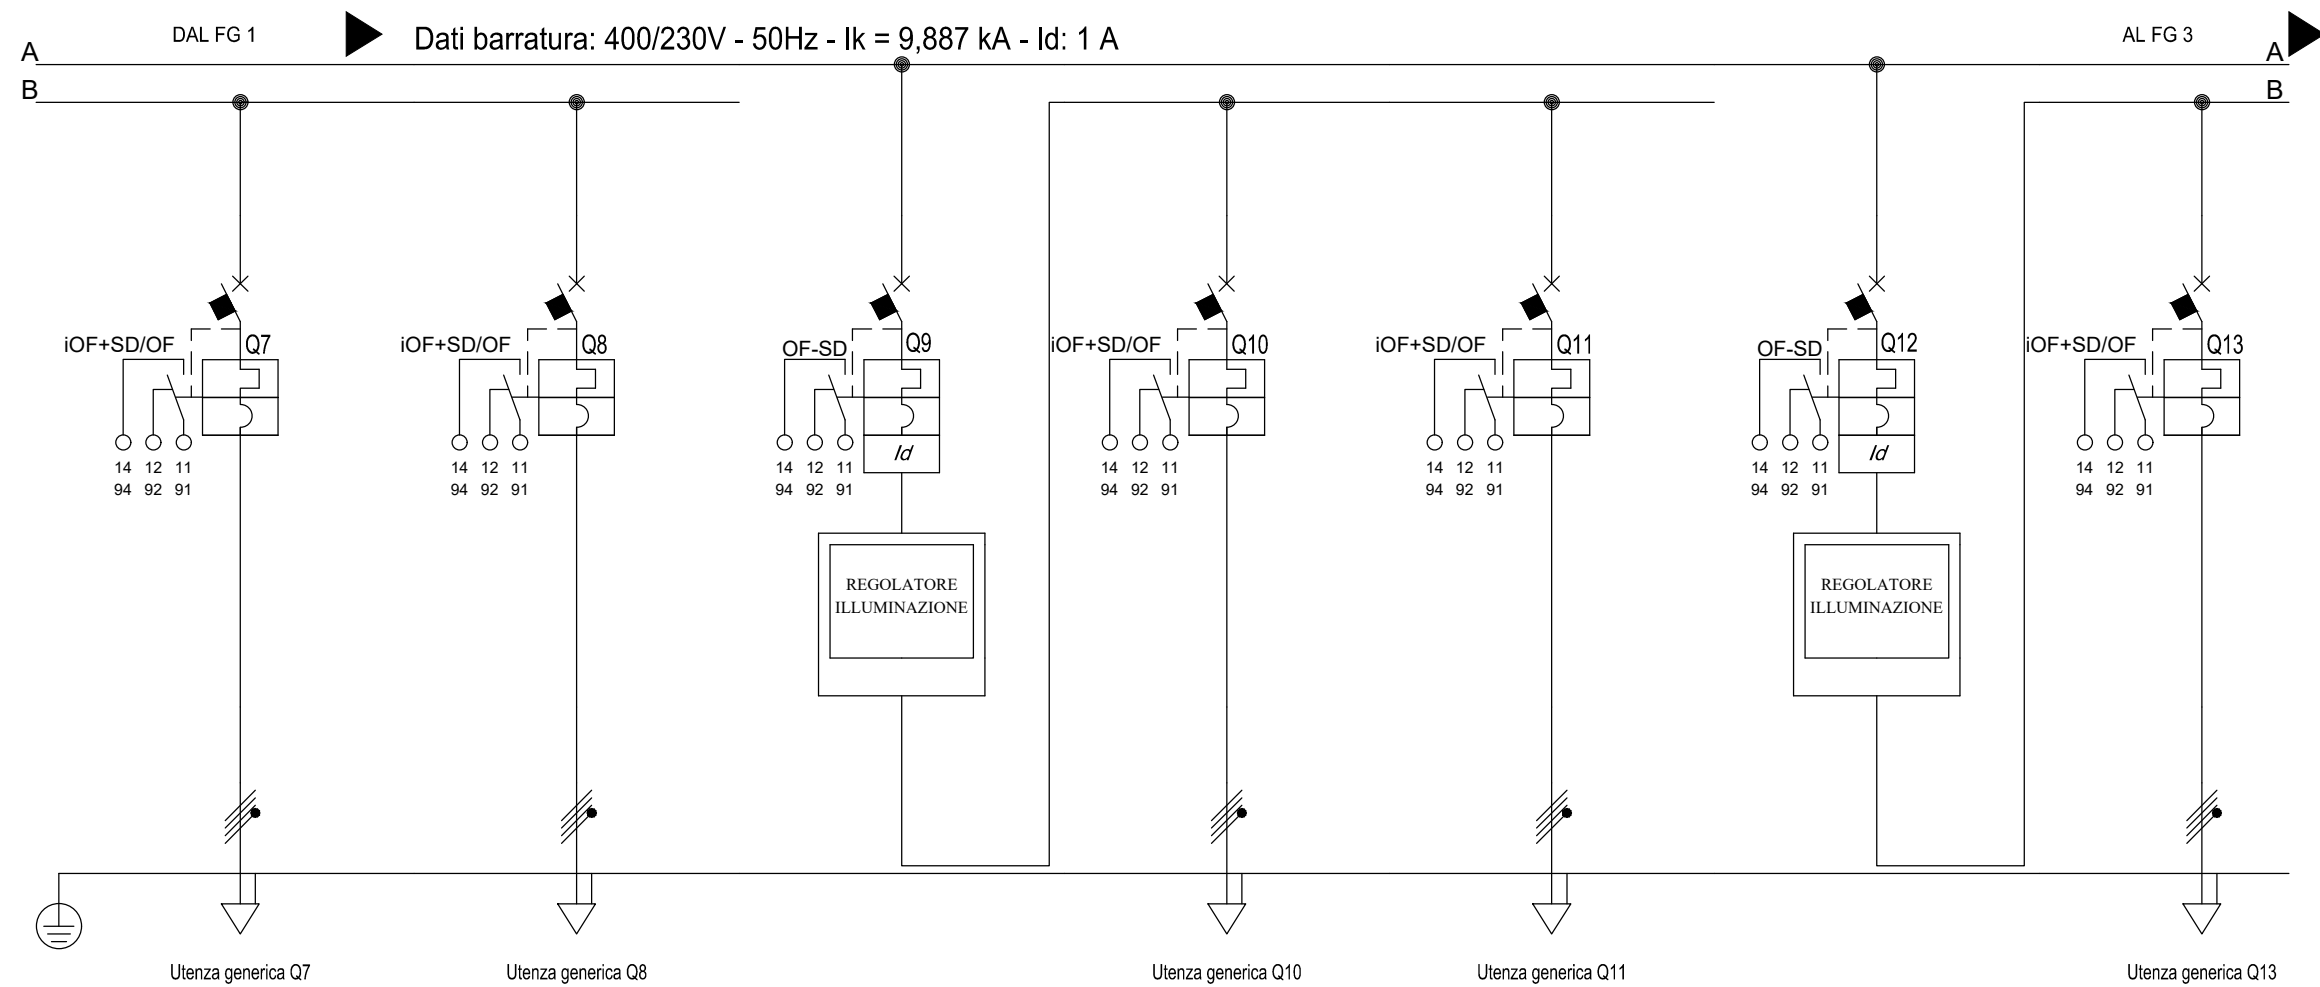 DAL FG 1
Dati barratura: 400/230V - 50Hz - Ik = 9,887 kA - Id: 1 A
AL FG 3
A
A
B
B
iOF+SD/OF
Q7
14 12 11
94 92 91
iOF+SD/OF
Q8
14 12 11
94 92 91
OF-SD
Q9
14 12 11
94 92 91
Id
REGOLATORE
ILLUMINAZIONE
iOF+SD/OF
Q10
14 12 11
94 92 91
iOF+SD/OF
Q11
14 12 11
94 92 91
OF-SD
Q12
14 12 11
94 92 91
Id
REGOLATORE
ILLUMINAZIONE
iOF+SD/OF
Q13
14 12 11
94 92 91
Utenza generica Q7
Utenza generica Q8
Utenza generica Q10
Utenza generica Q11
Utenza generica Q13